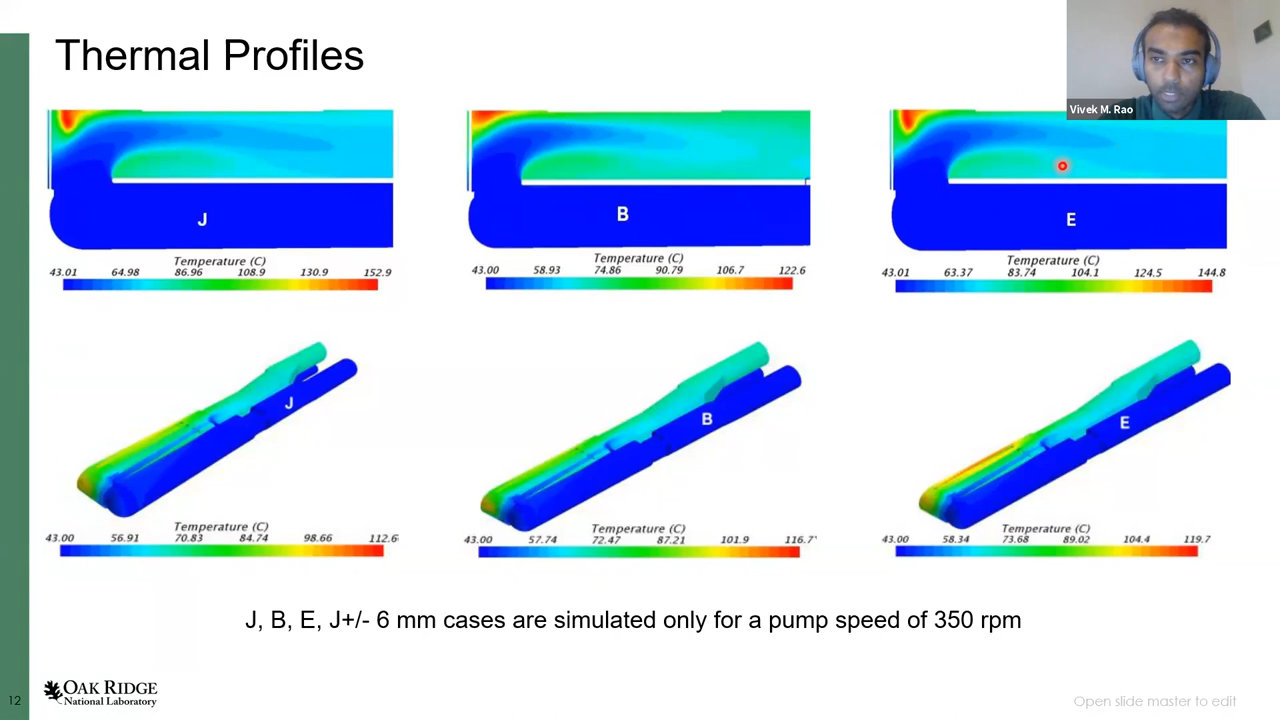 Thermal Profiles
Vivek M. Rao
J
B
E
Temperature (C)
43.01 64.98 86.96 108.9 130.9 152.9
Temperature (C)
43.00 58.93 74.86 90.79 106.7 122.6
Temperature (C)
43.01 63.37 83.74 104.1 124.5 144.8
J
B
E
Temperature (C)
43.00 56.91 70.83 84.74 98.66 112.6
Temperature (C)
43.00 57.74 72.47 87.21 101.9 116.7
Temperature (C)
43.00 58.34 73.68 89.02 104.4 119.7
J, B, E, J+/- 6 mm cases are simulated only for a pump speed of 350 rpm
12
OAK RIDGE
National Laboratory
Open slide master to edit